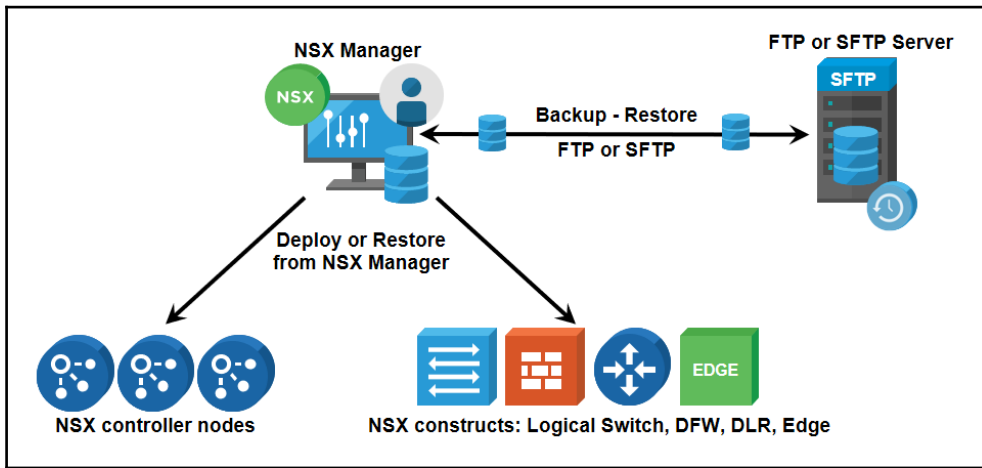 NSX Manager
FTP or SFTP Server
NSX
SFTP
Backup - Restore
FTP or SFTP
Deploy or Restore
from NSX Manager
EDGE
NSX controller nodes
NSX constructs: Logical Switch, DFW, DLR, Edge